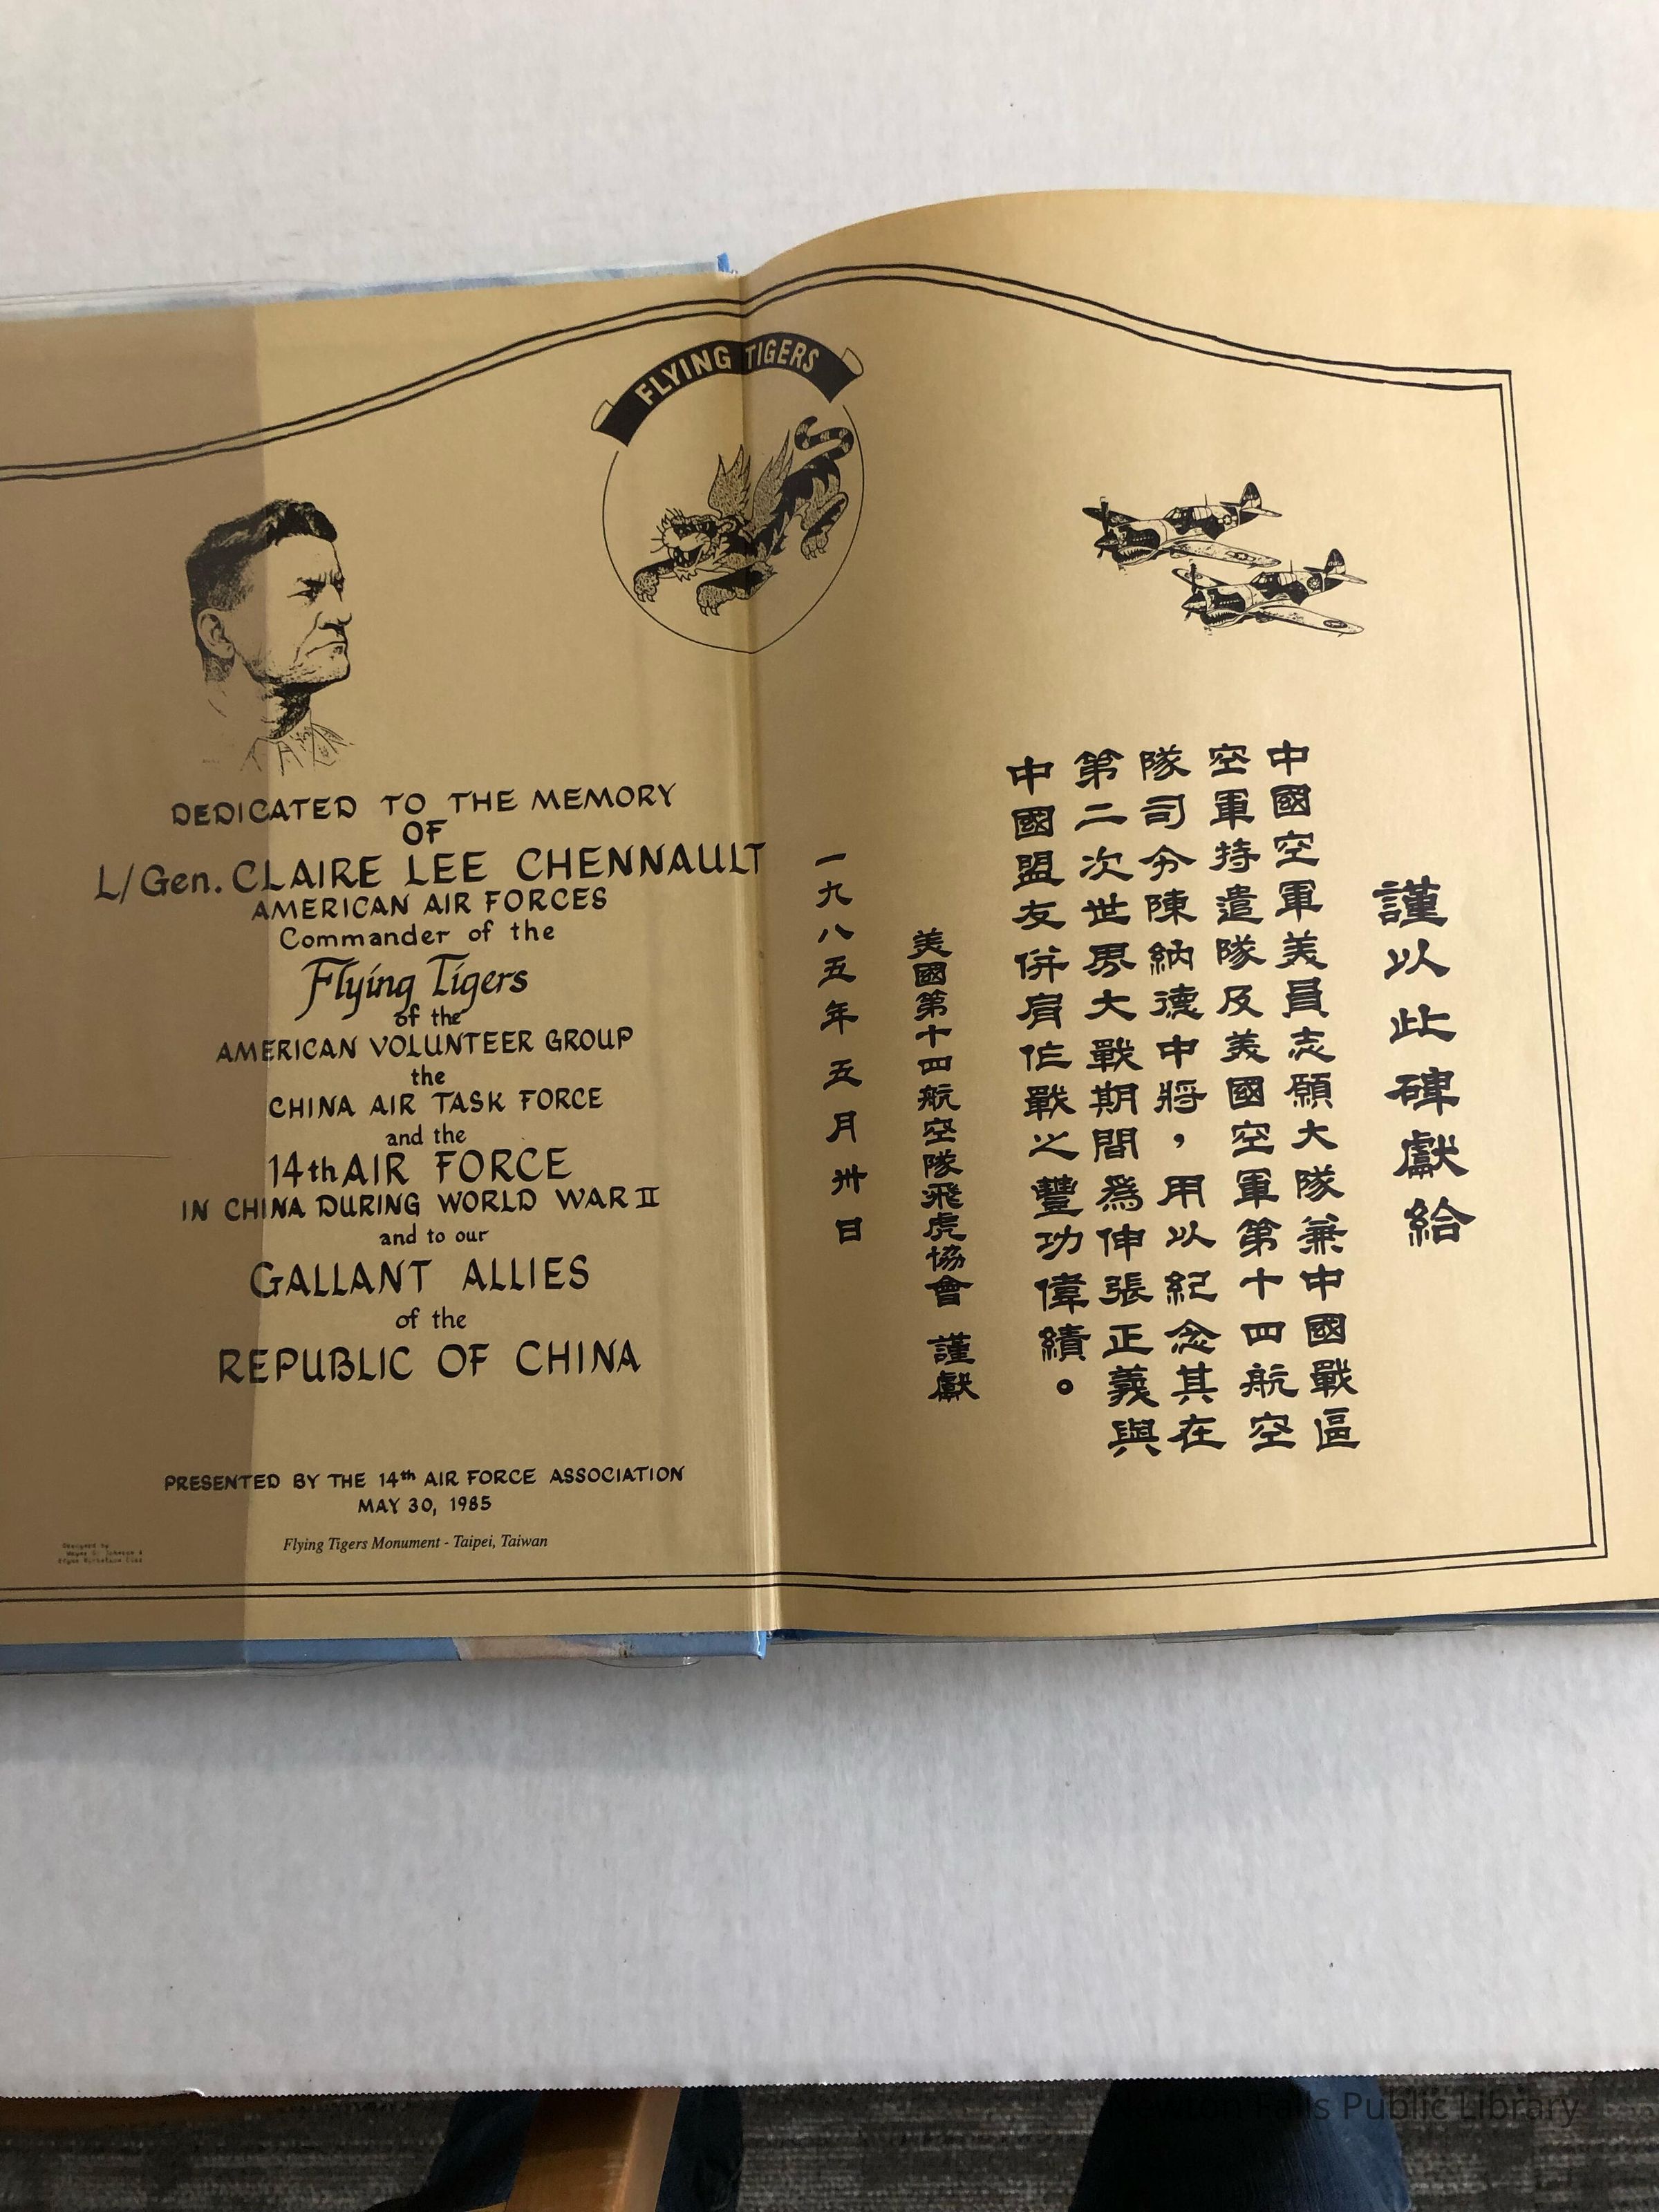 FLYING TIGERS
DEDICATED TO THE MEMORY
OF
L/Gen. CLAIRE LEE CHENNAULT
AMERICAN AIR FORCES
Commander of the
Flying Tigers
of the
AMERICAN VOLUNTEER GROUP
the
CHINA AIR TASK FORCE
and the
14th AIR FORCE
IN CHINA DURING WORLD WAR II
and to our
GALLANT ALLIES
of the
REPUBLIC OF CHINA
PRESENTED BY THE 14th AIR FORCE ASSOCIATION
MAY 30, 1985
Flying Tigers Monument - Taipei, Taiwan
Designed by
謹以此碑獻給
中國空軍美員志願大隊兼中國戰區
空軍持遣隊及美國空軍第十四航空
隊司令陳納德中將，用以紀念其在
第二次世界大戰期間為伸張正義與
中國盟友併肩作戰之豐功偉績。
美國第十四航空隊飛虎協會 謹獻
一九八五年五月卅日
Newton Falls Public Library